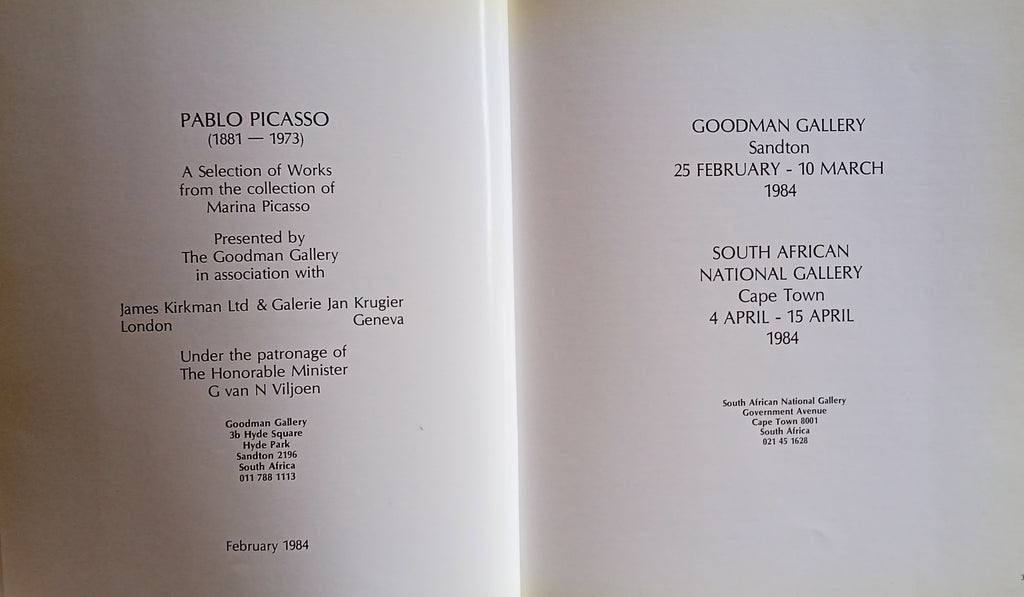 PABLO PICASSO
(1881 — 1973)
A Selection of Works
from the collection of
Marina Picasso
Presented by
The Goodman Gallery
in association with
James Kirkman Ltd & Galerie Jan Krugier
London Geneva
Under the patronage of
The Honorable Minister
G van N Viljoen
Goodman Gallery
3b Hyde Square
Hyde Park
Sandton 2196
South Africa
011 788 1113
February 1984
GOODMAN GALLERY
Sandton
25 FEBRUARY - 10 MARCH
1984
SOUTH AFRICAN
NATIONAL GALLERY
Cape Town
4 APRIL - 15 APRIL
1984
South African National Gallery
Government Avenue
Cape Town 8001
South Africa
021 45 1628